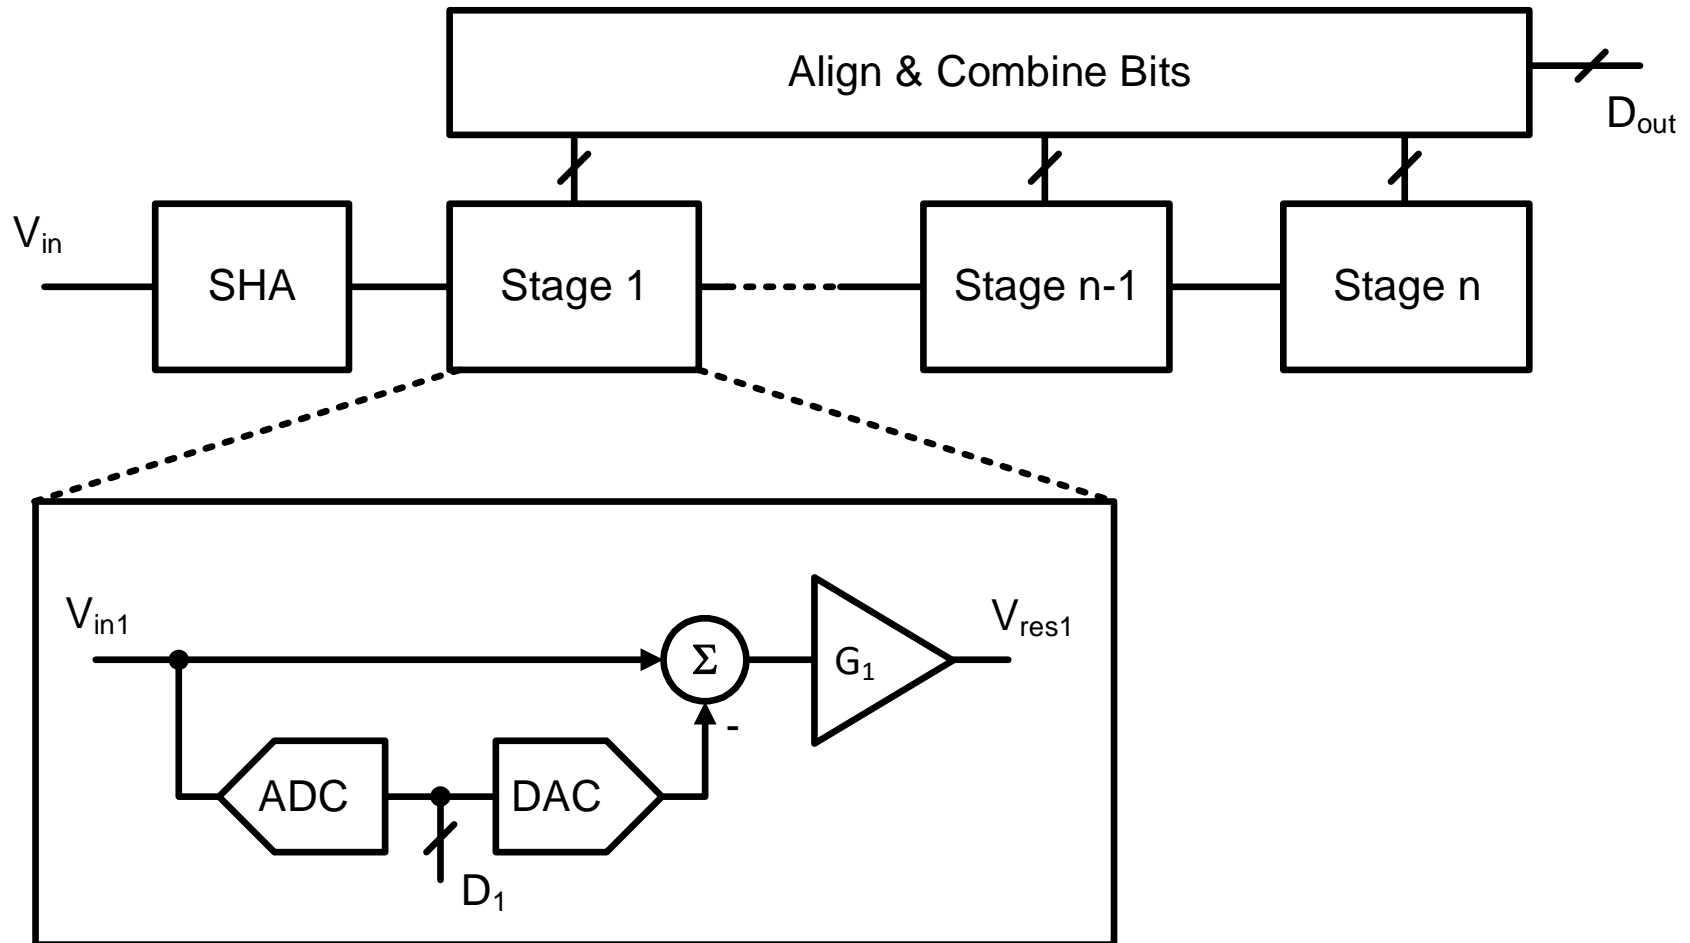 Align & Combine Bits
D_out
V_in
SHA
Stage 1
Stage n-1
Stage n
V_in1
Σ
-
G_1
V_res1
ADC
DAC
D_1